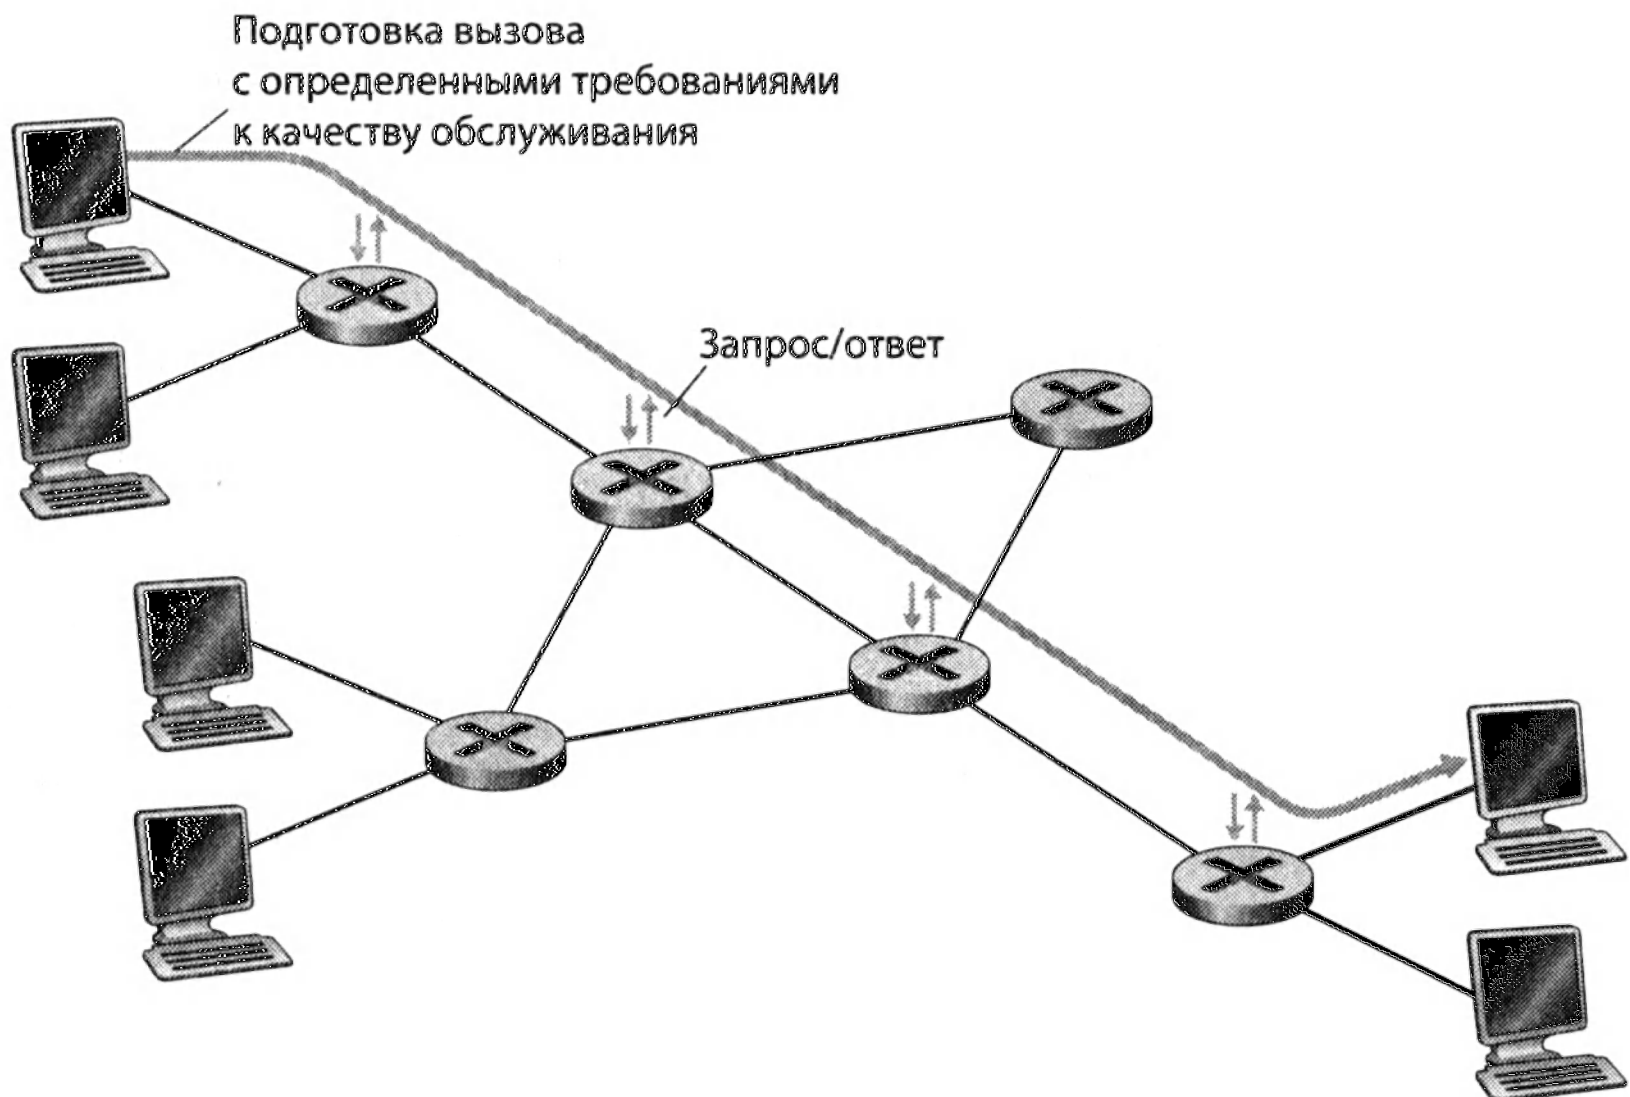 Подготовка вызова
с определенными требованиями
к качеству обслуживания
Запрос/ответ